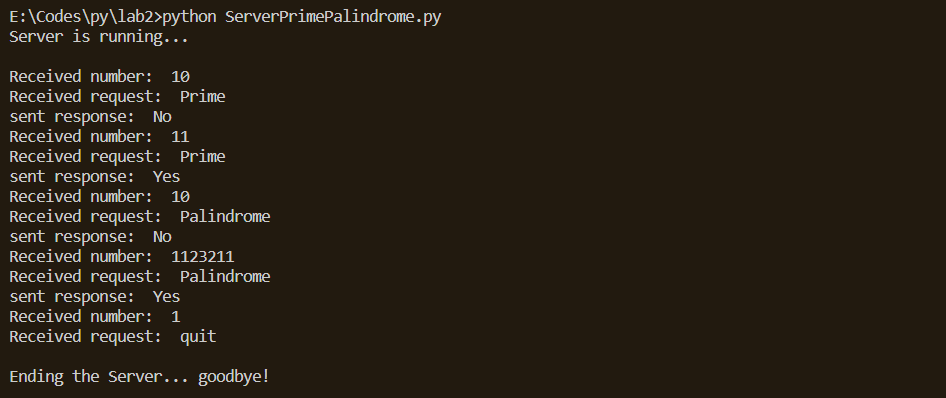 E:\Codes\py\lab2>python ServerPrimePalindrome.py
Server is running...
Received number:  10
Received request:  Prime
sent response:  No
Received number:  11
Received request:  Prime
sent response:  Yes
Received number:  10
Received request:  Palindrome
sent response:  No
Received number:  1123211
Received request:  Palindrome
sent response:  Yes
Received number:  1
Received request:  quit
Ending the Server... goodbye!